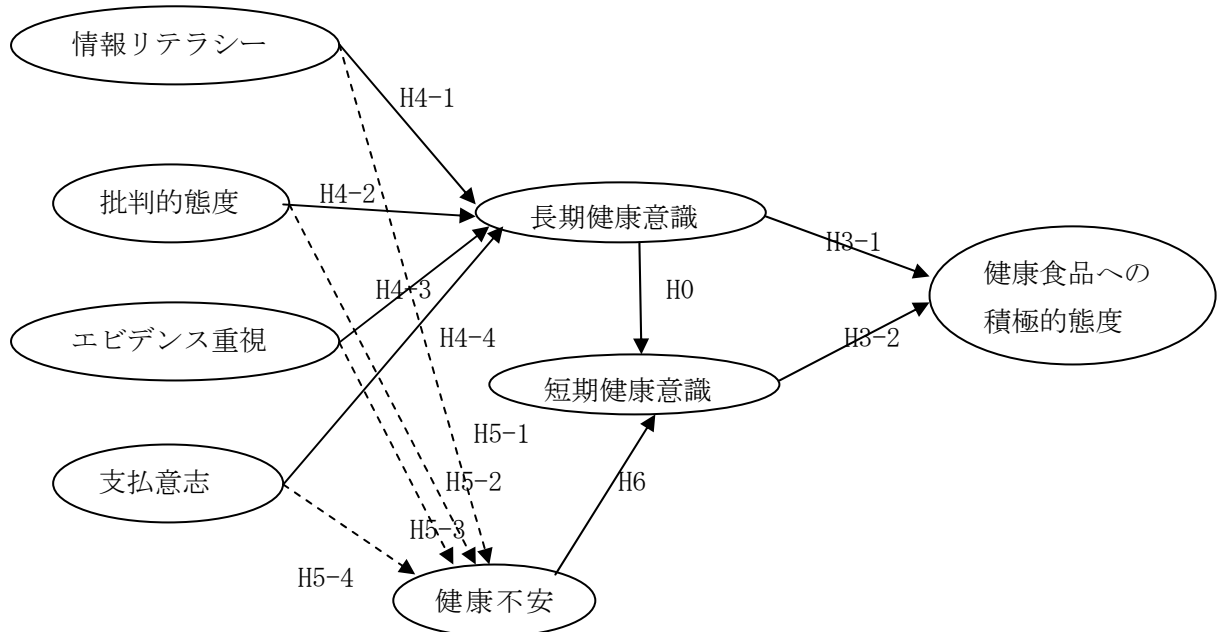 情報リテラシー
H4-1
批判的態度
H4-2
長期健康意識
H3-1
健康食品への
積極的態度
H4-3
H0
エビデンス重視
H4-4
H3-2
短期健康意識
H5-1
支払意志
H5-2
H6
H5-3
H5-4
健康不安